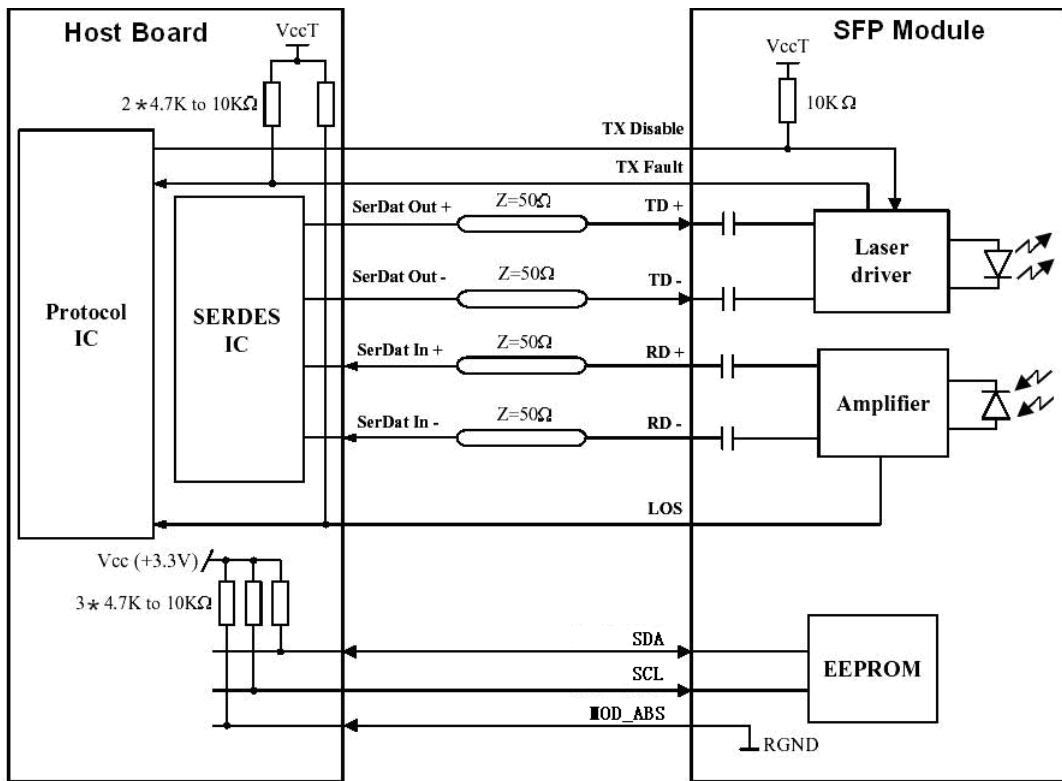 Host Board
SFP Module
VccT
VccT
2*4.7K to 10KΩ
10KΩ
TX Disable
TX Fault
SerDat Out +
Z=50Ω
TD +
SerDat Out -
Z=50Ω
TD -
Laser
driver
Protocol
IC
SERDES
IC
SerDat In +
Z=50Ω
RD +
SerDat In -
Z=50Ω
RD -
Amplifier
LOS
Vcc (+3.3V)
3*4.7K to 10KΩ
SDA
SCL
MOD_ABS
EEPROM
RGND